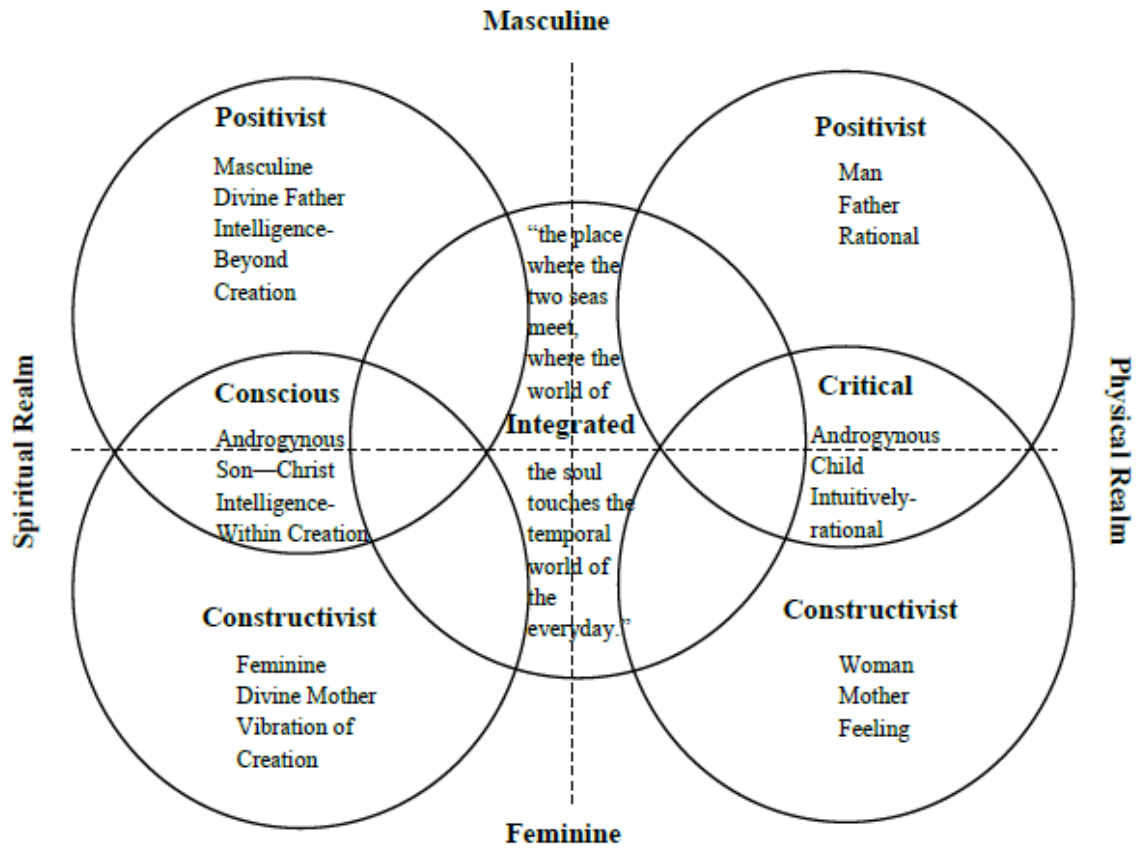 Masculine
Positivist
Masculine
Divine Father
Intelligence-
Beyond
Creation
Positivist
Man
Father
Rational
“the place
where the
two seas
meet,
where the
world of
Integrated
the soul
touches the
temporal
world of
the
everyday.”
Spiritual Realm
Conscious
Androgynous
Son—Christ
Intelligence-
Within Creation
Critical
Androgynous
Child
Intuitively-
rational
Physical Realm
Constructivist
Feminine
Divine Mother
Vibration of
Creation
Constructivist
Woman
Mother
Feeling
Feminine